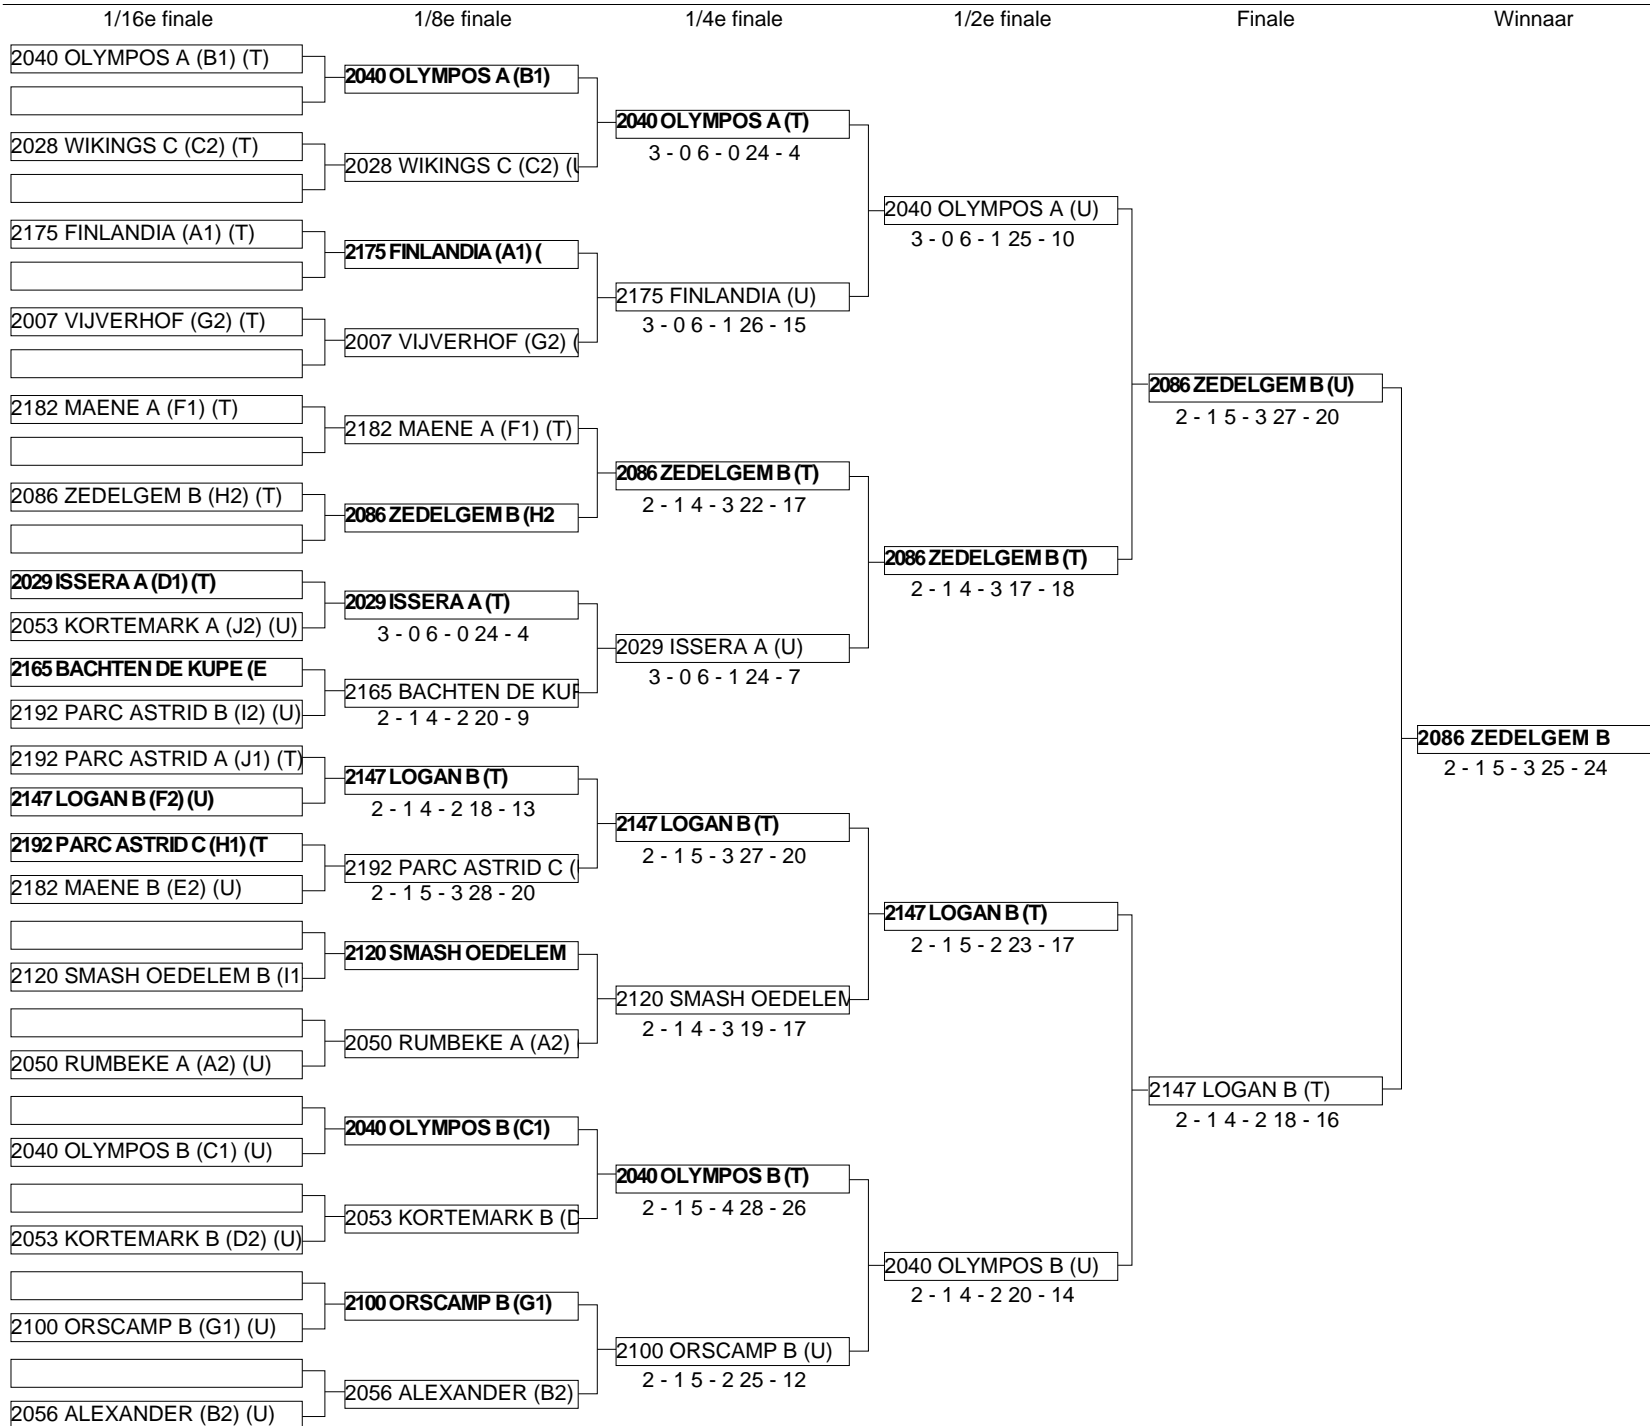 1/16e finale
1/8e finale
1/4e finale
1/2e finale
Finale
Winnaar
2040 OLYMPOS A (B1) (T)
2028 WIKINGS C (C2) (T)
2175 FINLANDIA (A1) (T)
2007 VIJVERHOF (G2) (T)
2182 MAENE A (F1) (T)
2086 ZEDELGEM B (H2) (T)
2029 ISSERA A (D1) (T)
2053 KORTEMARK A (J2) (U)
2165 BACHTEN DE KUPE (E
2192 PARC ASTRID B (I2) (U)
2192 PARC ASTRID A (J1) (T)
2147 LOGAN B (F2) (U)
2192 PARC ASTRID C (H1) (T
2182 MAENE B (E2) (U)
2120 SMASH OEDELEM B (I1
2050 RUMBEKE A (A2) (U)
2040 OLYMPOS B (C1) (U)
2053 KORTEMARK B (D2) (U)
2100 ORSCAMP B (G1) (U)
2056 ALEXANDER (B2) (U)
2040 OLYMPOS A (B1)
2028 WIKINGS C (C2) (U
2175 FINLANDIA (A1) (
2007 VIJVERHOF (G2) (
2182 MAENE A (F1) (T)
2086 ZEDELGEM B (H2
2029 ISSERA A (T)
3 - 0 6 - 0 24 - 4
2165 BACHTEN DE KUP
2 - 1 4 - 2 20 - 9
2147 LOGAN B (T)
2 - 1 4 - 2 18 - 13
2192 PARC ASTRID C (
2 - 1 5 - 3 28 - 20
2120 SMASH OEDELEM
2050 RUMBEKE A (A2) (
2040 OLYMPOS B (C1)
2053 KORTEMARK B (D
2100 ORSCAMP B (G1)
2056 ALEXANDER (B2)
2040 OLYMPOS A (T)
3 - 0 6 - 0 24 - 4
2175 FINLANDIA (U)
3 - 0 6 - 1 26 - 15
2086 ZEDELGEM B (T)
2 - 1 4 - 3 22 - 17
2029 ISSERA A (U)
3 - 0 6 - 1 24 - 7
2147 LOGAN B (T)
2 - 1 5 - 3 27 - 20
2120 SMASH OEDELEM
2 - 1 4 - 3 19 - 17
2040 OLYMPOS B (T)
2 - 1 5 - 4 28 - 26
2100 ORSCAMP B (U)
2 - 1 5 - 2 25 - 12
2040 OLYMPOS A (U)
3 - 0 6 - 1 25 - 10
2086 ZEDELGEM B (T)
2 - 1 4 - 3 17 - 18
2147 LOGAN B (T)
2 - 1 5 - 2 23 - 17
2040 OLYMPOS B (U)
2 - 1 4 - 2 20 - 14
2086 ZEDELGEM B (U)
2 - 1 5 - 3 27 - 20
2147 LOGAN B (T)
2 - 1 4 - 2 18 - 16
2086 ZEDELGEM B
2 - 1 5 - 3 25 - 24